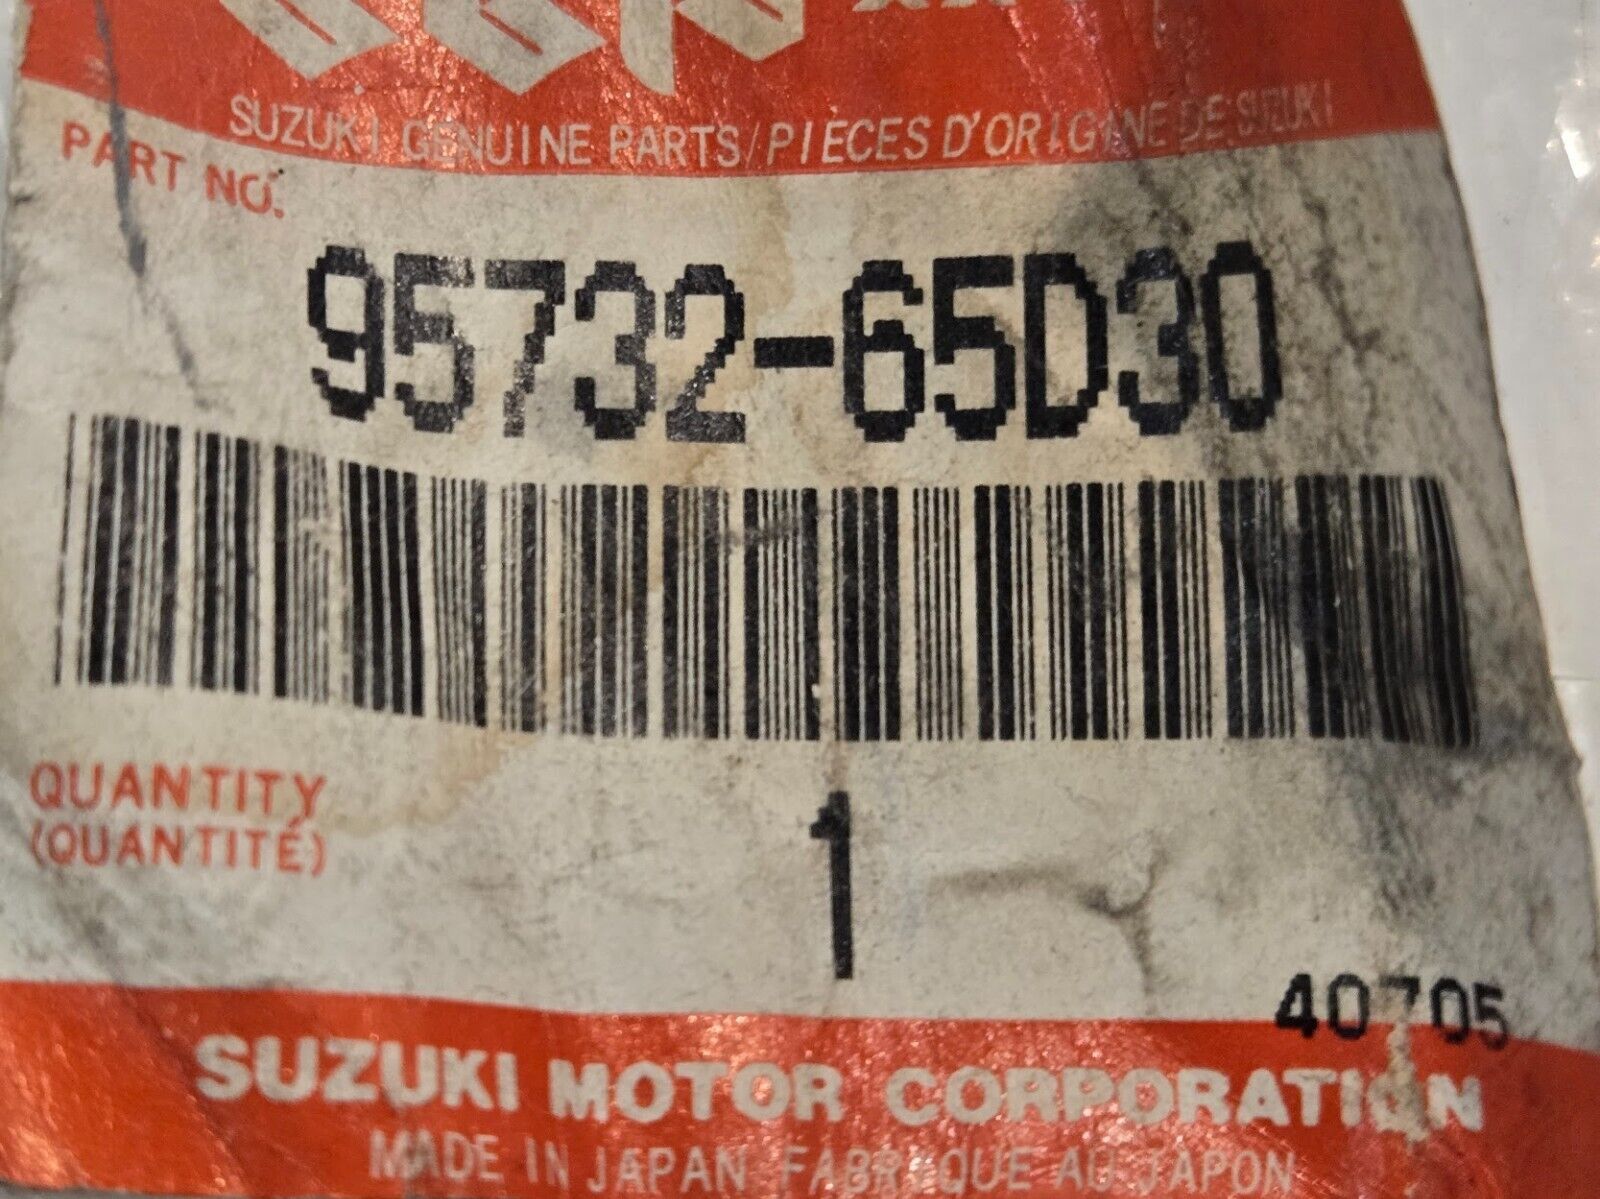 SUZUKI GENUINE PARTS/PIECES D'ORIGINE DE SUZUKI
PART NO.
95732-65D30
QUANTITY
(QUANTITÉ)
1
40705
SUZUKI MOTOR CORPORATION
MADE IN JAPAN FABRIQUE AU JAPON